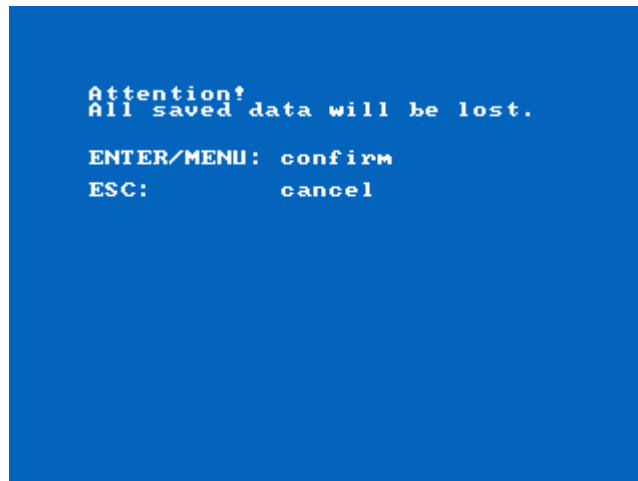 Attention!
All saved data will be lost.
ENTER/MENU: confirm
ESC: cancel